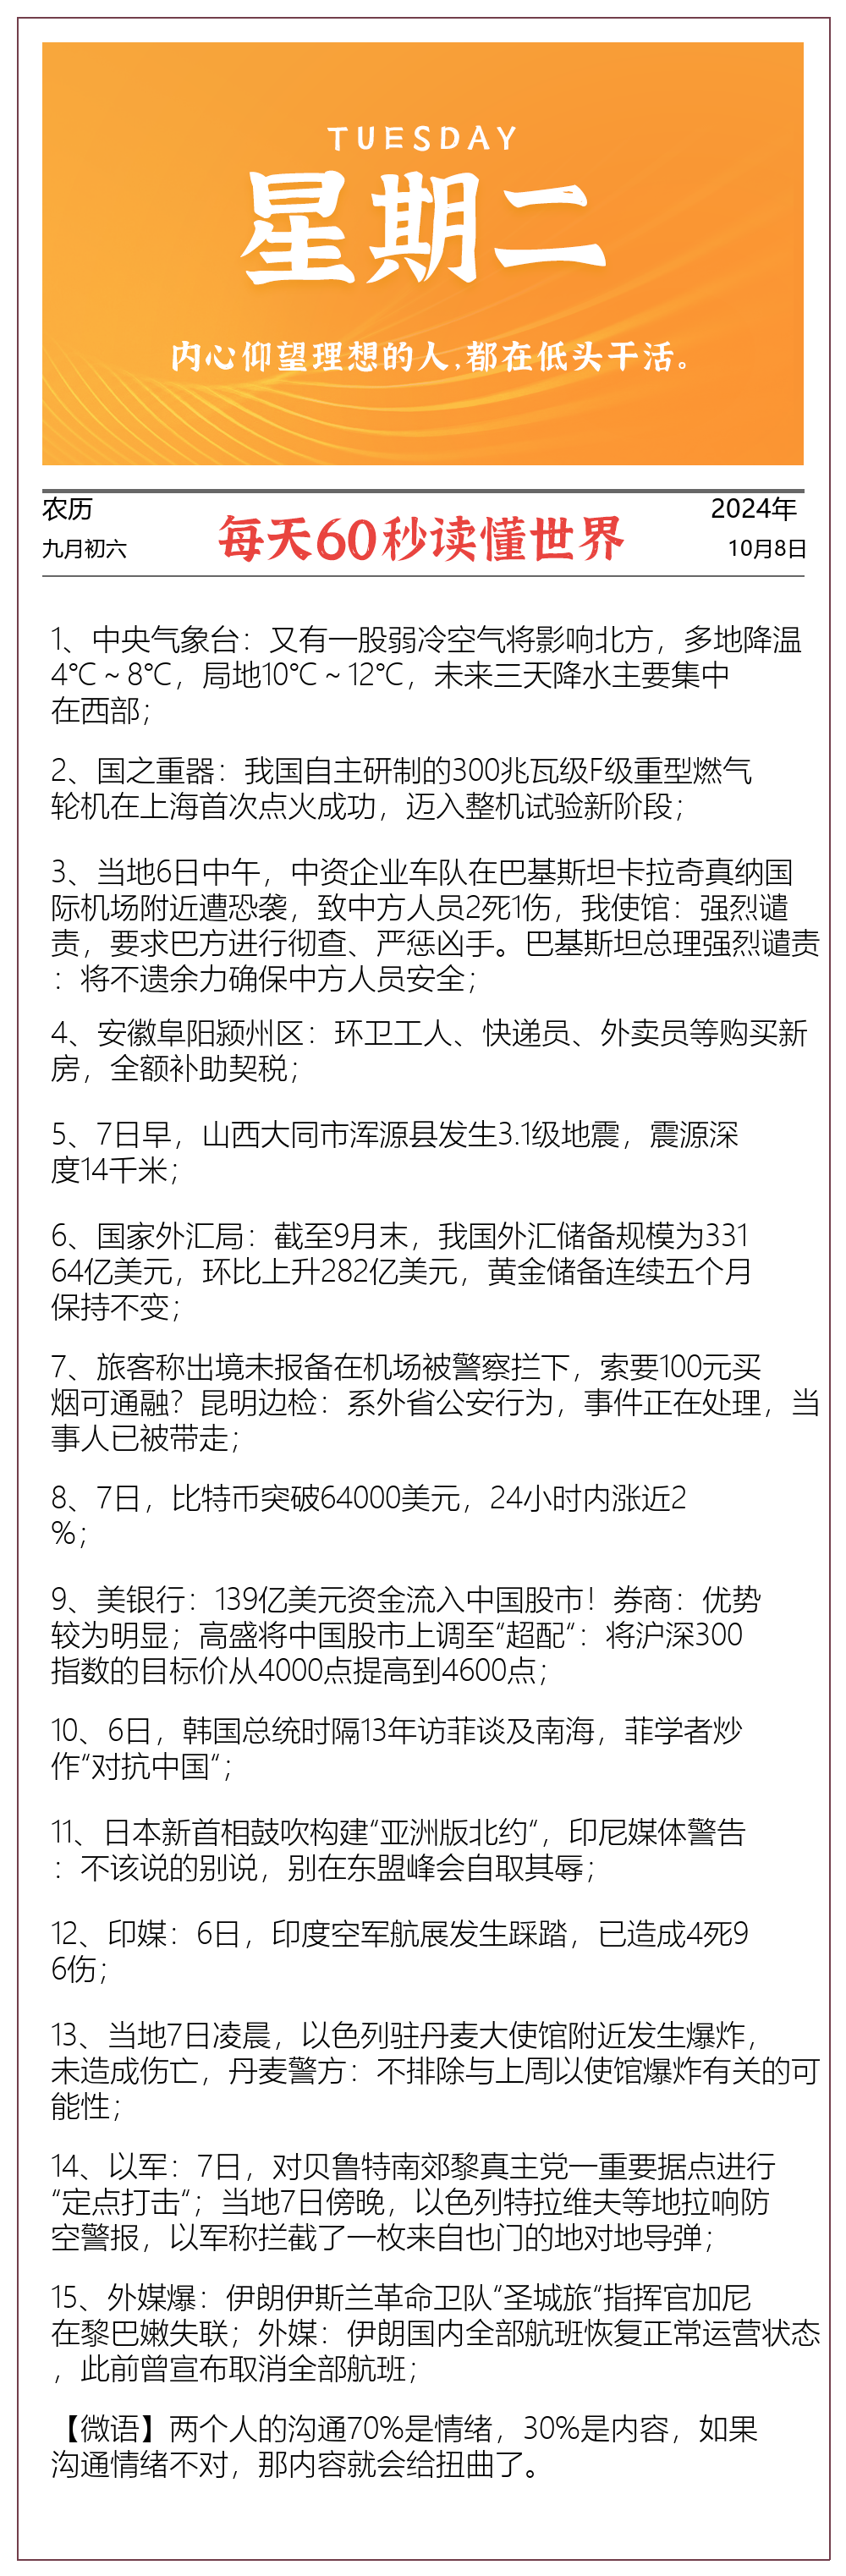 TUESDAY
星期二
内心仰望理想的人,都在低头干活。
农历
九月初六
每天60秒读懂世界
2024年
10月8日
1、中央气象台：又有一股弱冷空气将影响北方，多地降温
4℃～8℃，局地10℃～12℃，未来三天降水主要集中
在西部；
2、国之重器：我国自主研制的300兆瓦级F级重型燃气
轮机在上海首次点火成功，迈入整机试验新阶段；
3、当地6日中午，中资企业车队在巴基斯坦卡拉奇真纳国
际机场附近遭恐袭，致中方人员2死1伤，我使馆：强烈谴
责，要求巴方进行彻查、严惩凶手。巴基斯坦总理强烈谴责
：将不遗余力确保中方人员安全；
4、安徽阜阳颍州区：环卫工人、快递员、外卖员等购买新
房，全额补助契税；
5、7日早，山西大同市浑源县发生3.1级地震，震源深
度14千米；
6、国家外汇局：截至9月末，我国外汇储备规模为331
64亿美元，环比上升282亿美元，黄金储备连续五个月
保持不变；
7、旅客称出境未报备在机场被警察拦下，索要100元买
烟可通融？昆明边检：系外省公安行为，事件正在处理，当
事人已被带走；
8、7日，比特币突破64000美元，24小时内涨近2
%；
9、美银行：139亿美元资金流入中国股市！券商：优势
较为明显；高盛将中国股市上调至“超配“：将沪深300
指数的目标价从4000点提高到4600点；
10、6日，韩国总统时隔13年访菲谈及南海，菲学者炒
作“对抗中国“；
11、日本新首相鼓吹构建“亚洲版北约“，印尼媒体警告
：不该说的别说，别在东盟峰会自取其辱；
12、印媒：6日，印度空军航展发生踩踏，已造成4死9
6伤；
13、当地7日凌晨，以色列驻丹麦大使馆附近发生爆炸，
未造成伤亡，丹麦警方：不排除与上周以使馆爆炸有关的可
能性；
14、以军：7日，对贝鲁特南郊黎真主党一重要据点进行
“定点打击“；当地7日傍晚，以色列特拉维夫等地拉响防
空警报，以军称拦截了一枚来自也门的地对地导弹；
15、外媒爆：伊朗伊斯兰革命卫队“圣城旅“指挥官加尼
在黎巴嫩失联；外媒：伊朗国内全部航班恢复正常运营状态
，此前曾宣布取消全部航班；
【微语】两个人的沟通70%是情绪，30%是内容，如果
沟通情绪不对，那内容就会给扭曲了。